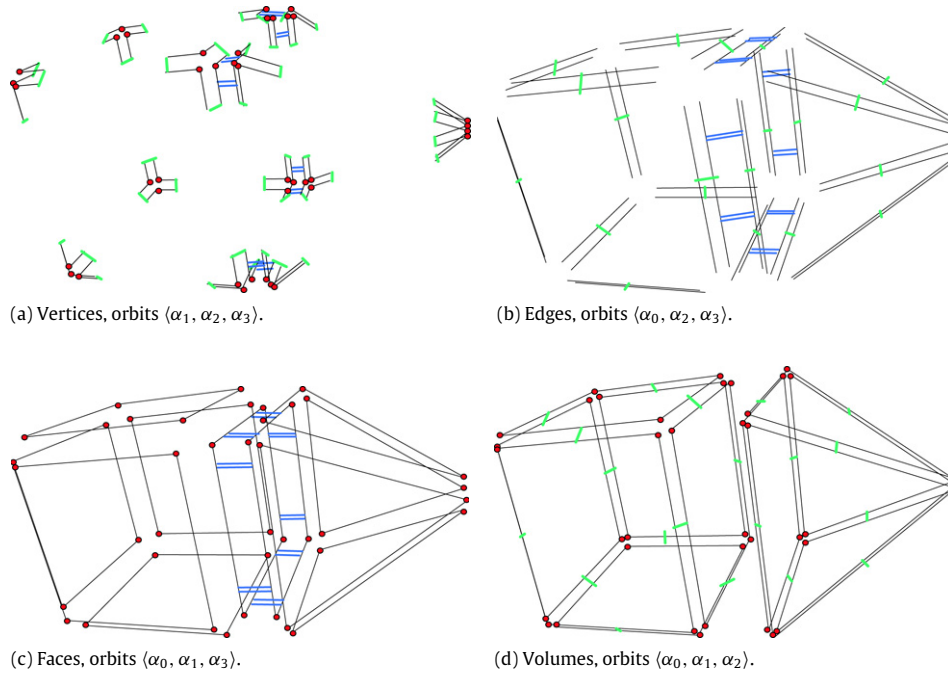 (a) Vertices, orbits ⟨α1, α2, α3⟩.
(b) Edges, orbits ⟨α0, α2, α3⟩.
(c) Faces, orbits ⟨α0, α1, α3⟩.
(d) Volumes, orbits ⟨α0, α1, α2⟩.